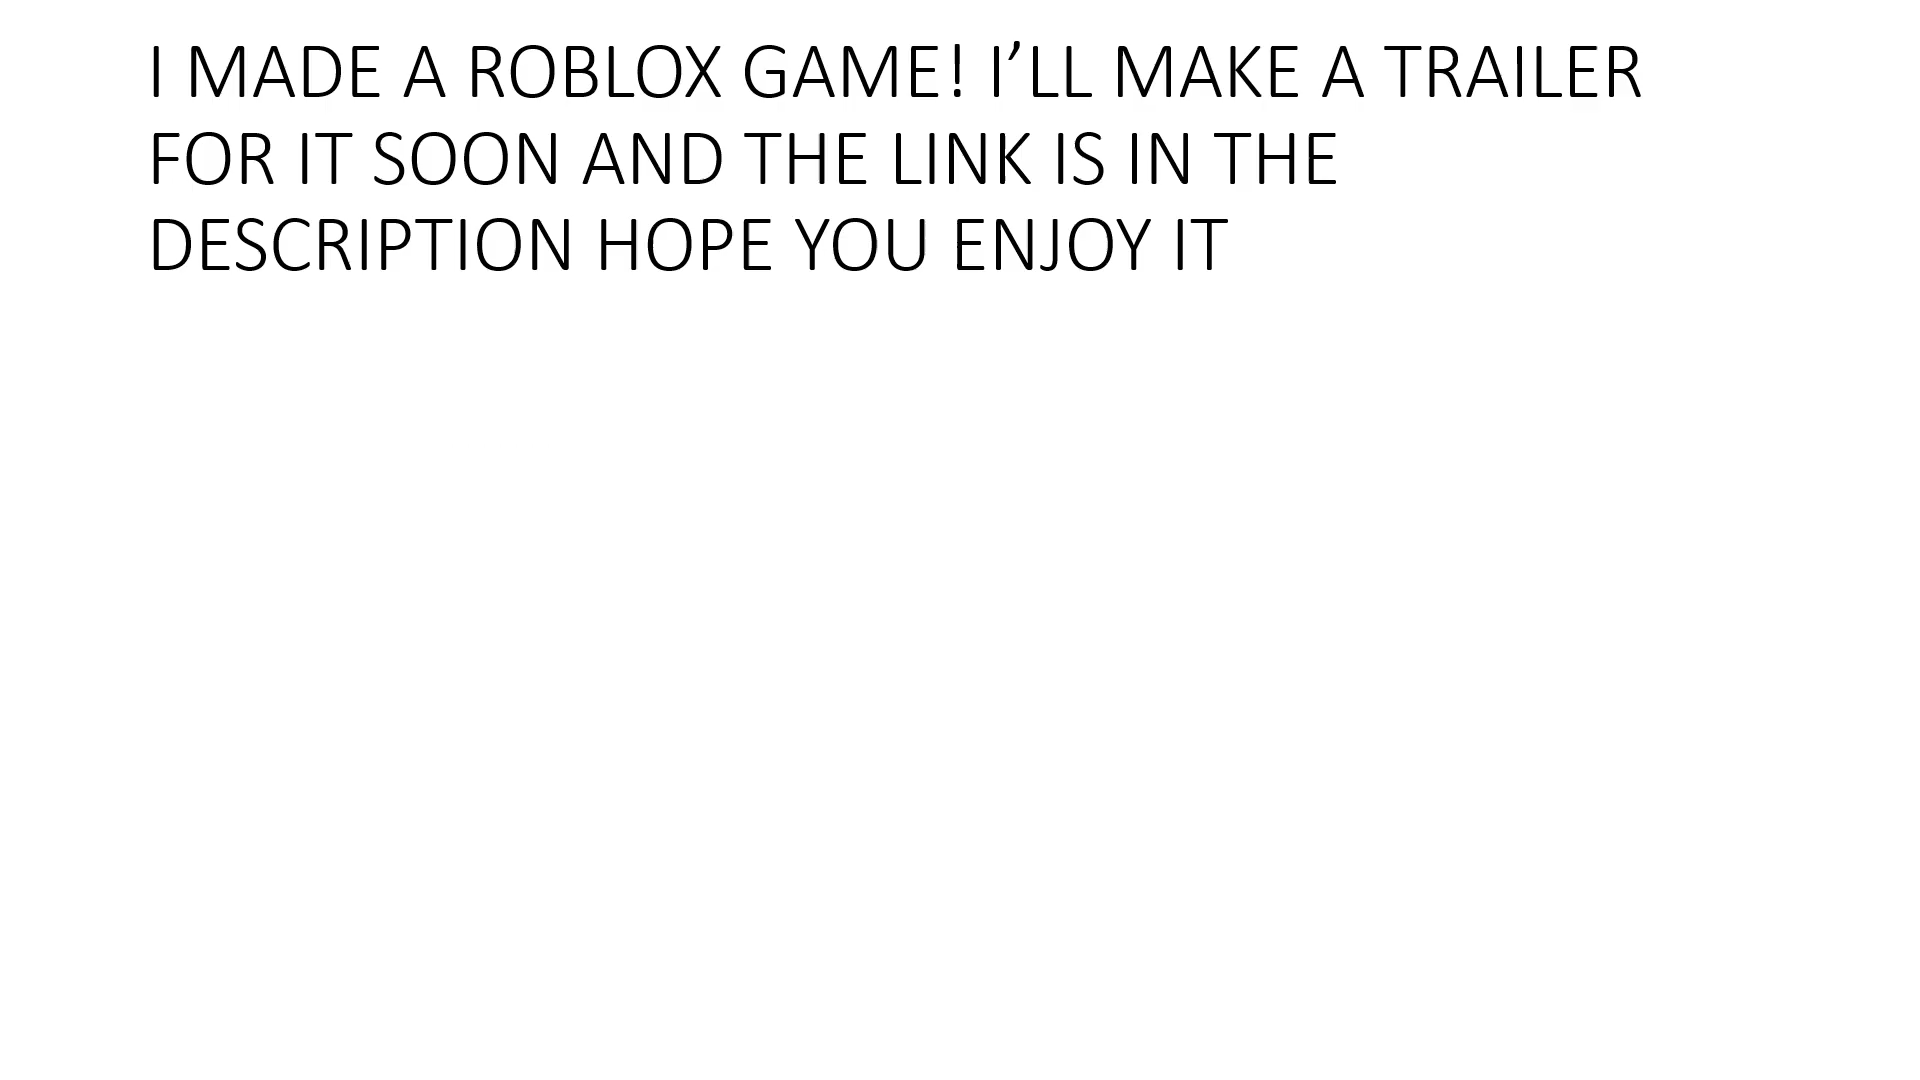 I MADE A ROBLOX GAME! I’LL MAKE A TRAILER
FOR IT SOON AND THE LINK IS IN THE
DESCRIPTION HOPE YOU ENJOY IT